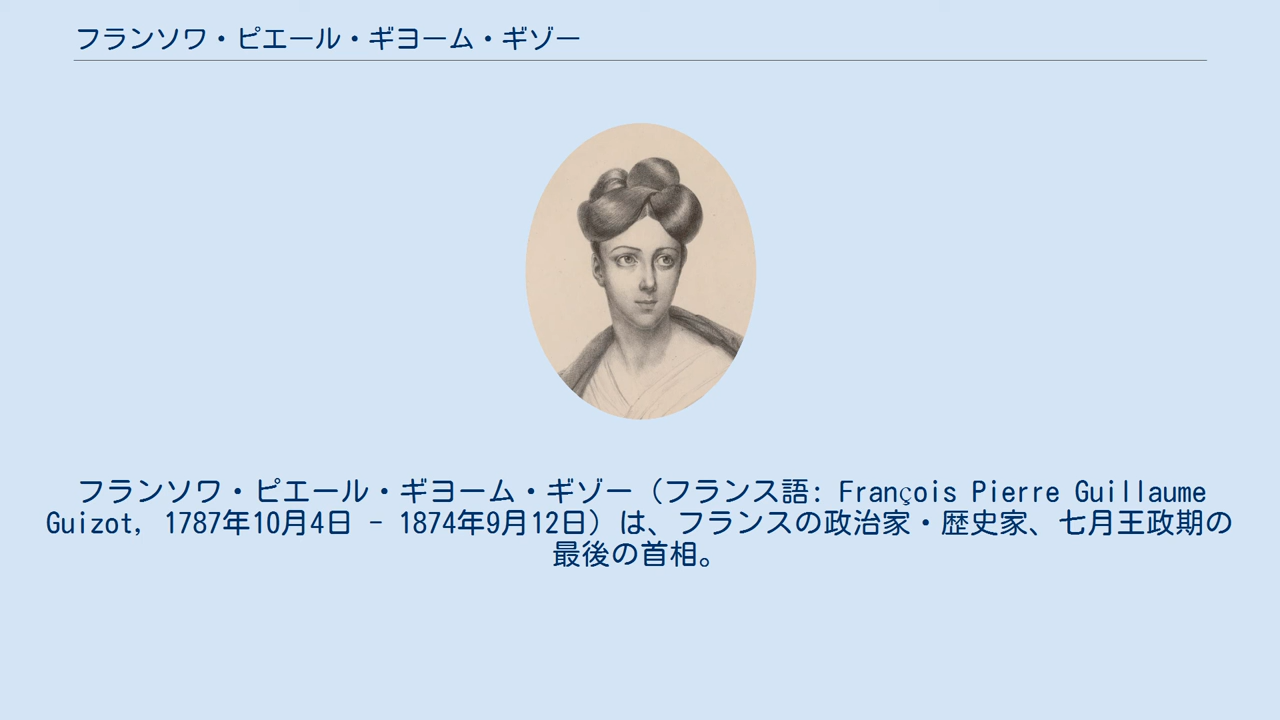 フランソワ・ピエール・ギヨーム・ギゾー
フランソワ・ピエール・ギヨーム・ギゾー（フランス語: François Pierre Guillaume
Guizot, 1787年10月4日 - 1874年9月12日）は、フランスの政治家・歴史家、七月王政期の
最後の首相。